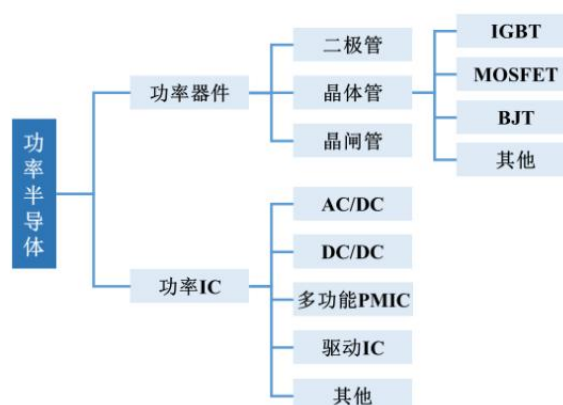 功率半导体
功率器件
二极管
晶体管
IGBT
MOSFET
BJT
其他
晶闸管
功率IC
AC/DC
DC/DC
多功能PMIC
驱动IC
其他